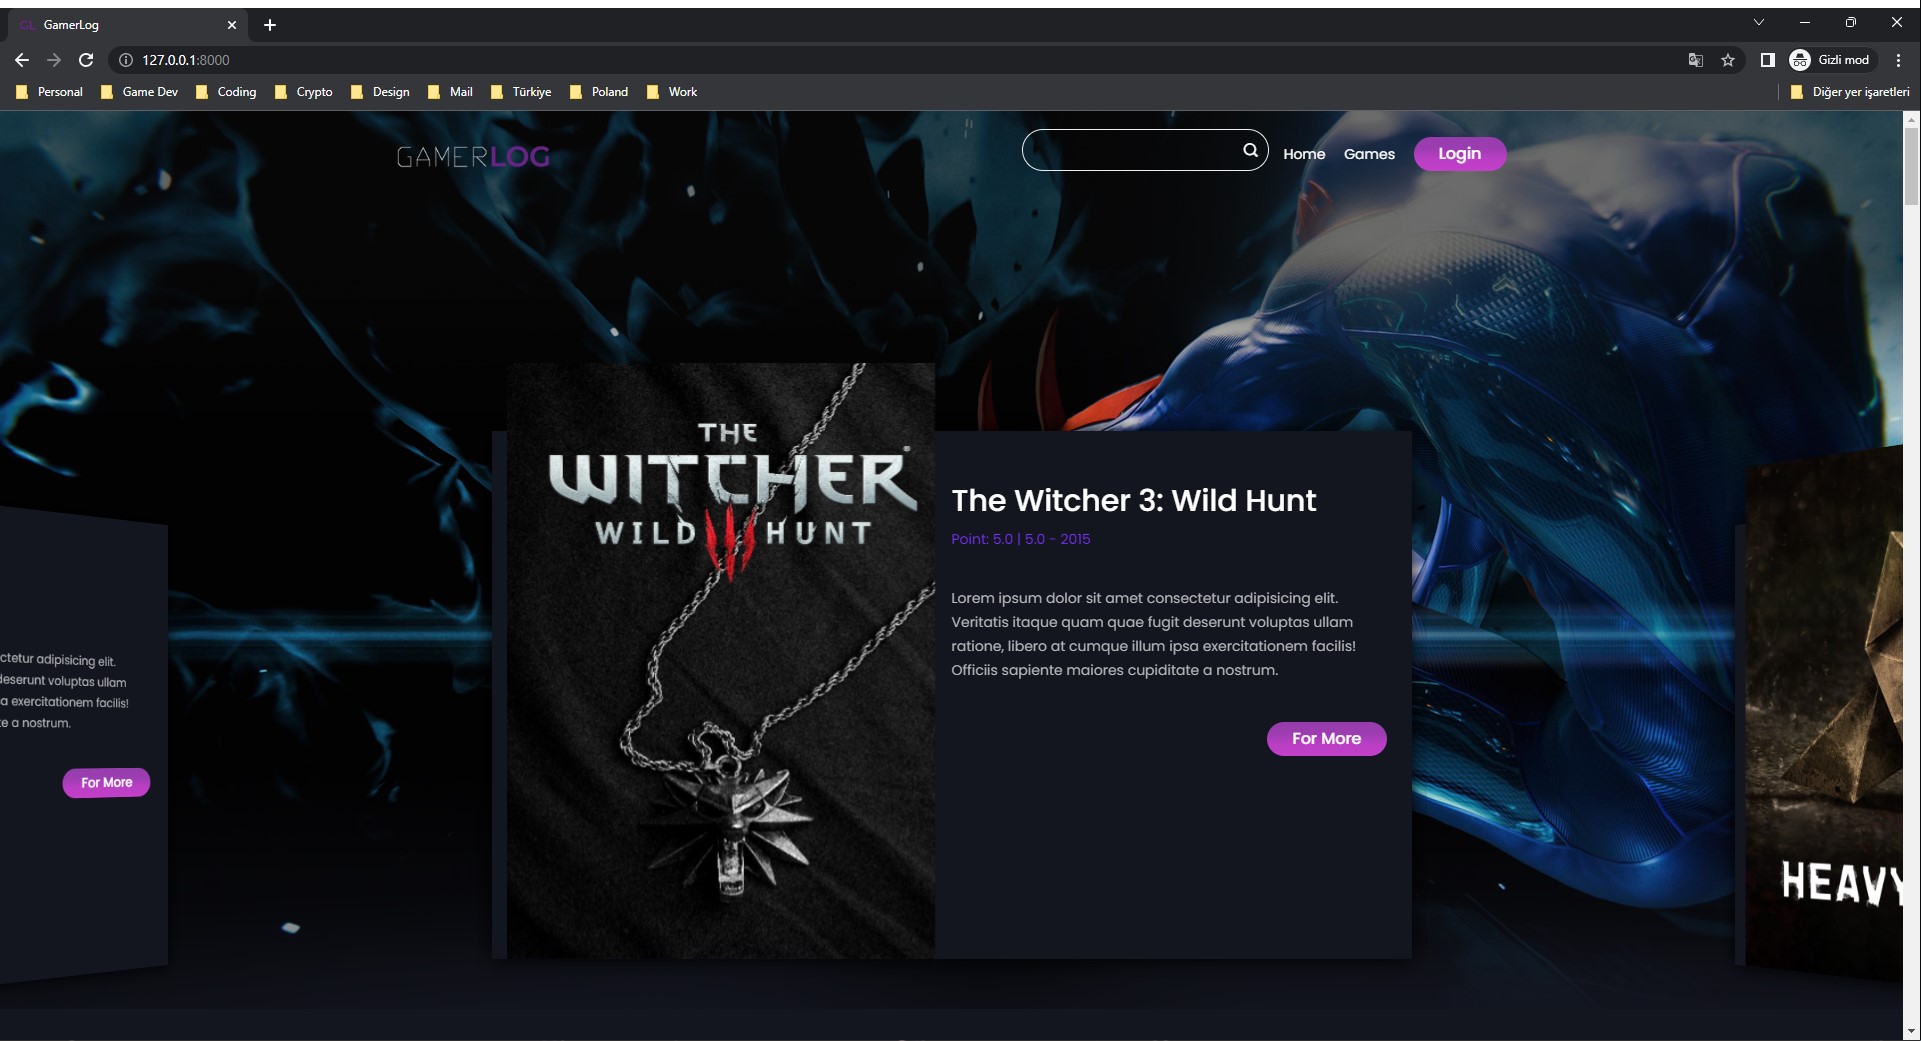 GL GamerLog
127.0.0.1:8000
Gizli mod
Personal Game Dev Coding Crypto Design Mail Türkiye Poland Work
Diğer yer işaretleri
GAMERLOG
Home Games Login
THE
WITCHER®
WILD HUNT
The Witcher 3: Wild Hunt
Point: 5.0 | 5.0 - 2015
Lorem ipsum dolor sit amet consectetur adipisicing elit.
Veritatis itaque quam quae fugit deserunt voluptas ullam
ratione, libero at cumque illum ipsa exercitationem facilis!
Officiis sapiente maiores cupiditate a nostrum.
For More
ctetur adipisicing elit.
deserunt voluptas ullam
a exercitationem facilis!
te a nostrum.
For More
HEAVY